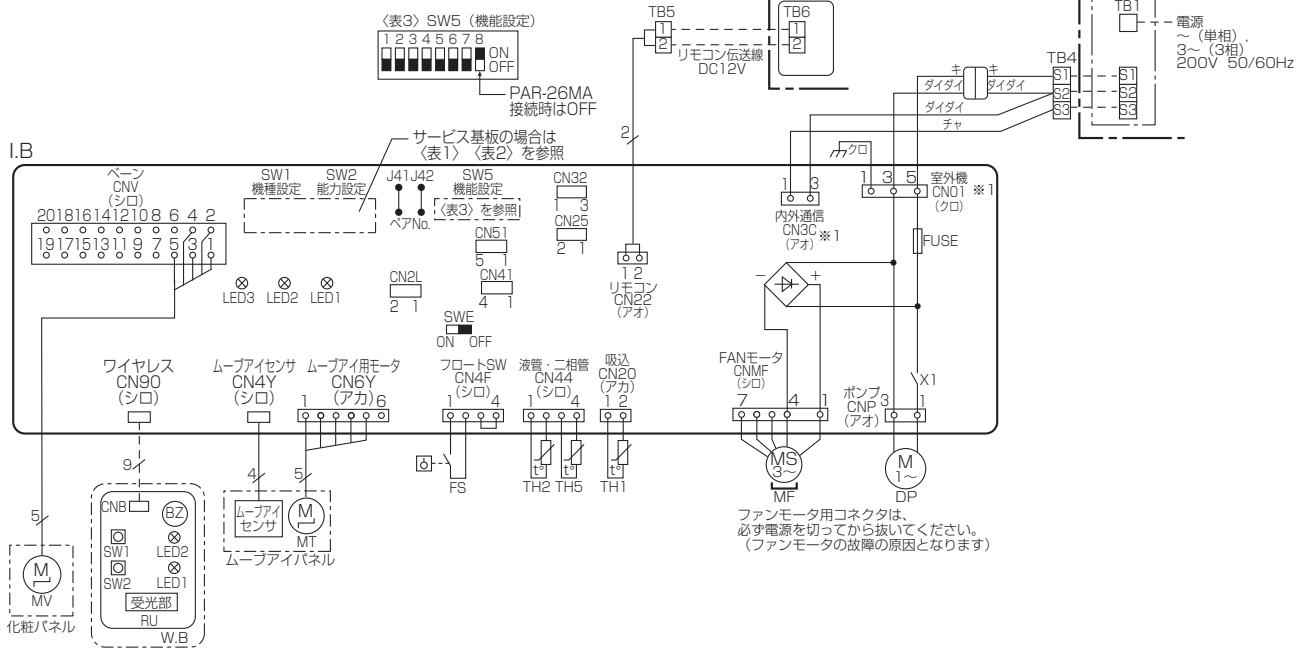 〈表3〉SW5(機能設定)
1 2 3 4 5 6 7 8
ON
OFF
PAR-26MA
接続時はOFF
TB5
1
2
リモコン伝送線
DC12V
TB6
1
2
TB1
電源
~(単相),
3~(3相)
200V 50/60Hz
TB4
S1
S2
S3
S1
S2
S3
キ
キ
ダイダイ
ダイダイ
ダイダイ
チャ
クロ
2
I.B
サービス基板の場合は
〈表1〉〈表2〉を参照
ベーン
CNV
(シロ)
20 18 16 14 12 10 8 6 4 2
19 17 15 13 11 9 7 5 3 1
SW1
機種設定
SW2
能力設定
J41 J42
ペアNo.
SW5
機能設定
〈表3〉を参照
CN32
1 3
CN25
2 1
CN51
5 1
CN41
4 1
CN2L
2 1
LED3
LED2
LED1
SWE
ON OFF
1 2
リモコン
CN22
(アオ)
1 3
内外通信
CN3C
(アオ)
※1
1 3 5
室外機
CN01
※1
(クロ)
FUSE
− +
X1
ワイヤレス
CN90
(シロ)
ムーブアイセンサ
CN4Y
(シロ)
ムーブアイ用モータ
CN6Y
(アカ)
1 6
フロートSW
CN4F
(シロ)
1 4
液管・二相管
CN44
(シロ)
1 4
吸込
CN20
(アカ)
1 2
FANモータ
CNMF
(シロ)
7 4 1
ポンプ
CNP
(アオ)
3 1
5
9
4
5
FS
t°
t°
t°
TH2
TH5
TH1
MS
3~
MF
M
1~
DP
ファンモータ用コネクタは、
必ず電源を切ってから抜いてください。
(ファンモータの故障の原因となります)
M
MV
化粧パネル
CNB
BZ
SW1
SW2
LED2
LED1
受光部
RU
W.B
ムーブアイ
センサ
M
MT
ムーブアイパネル